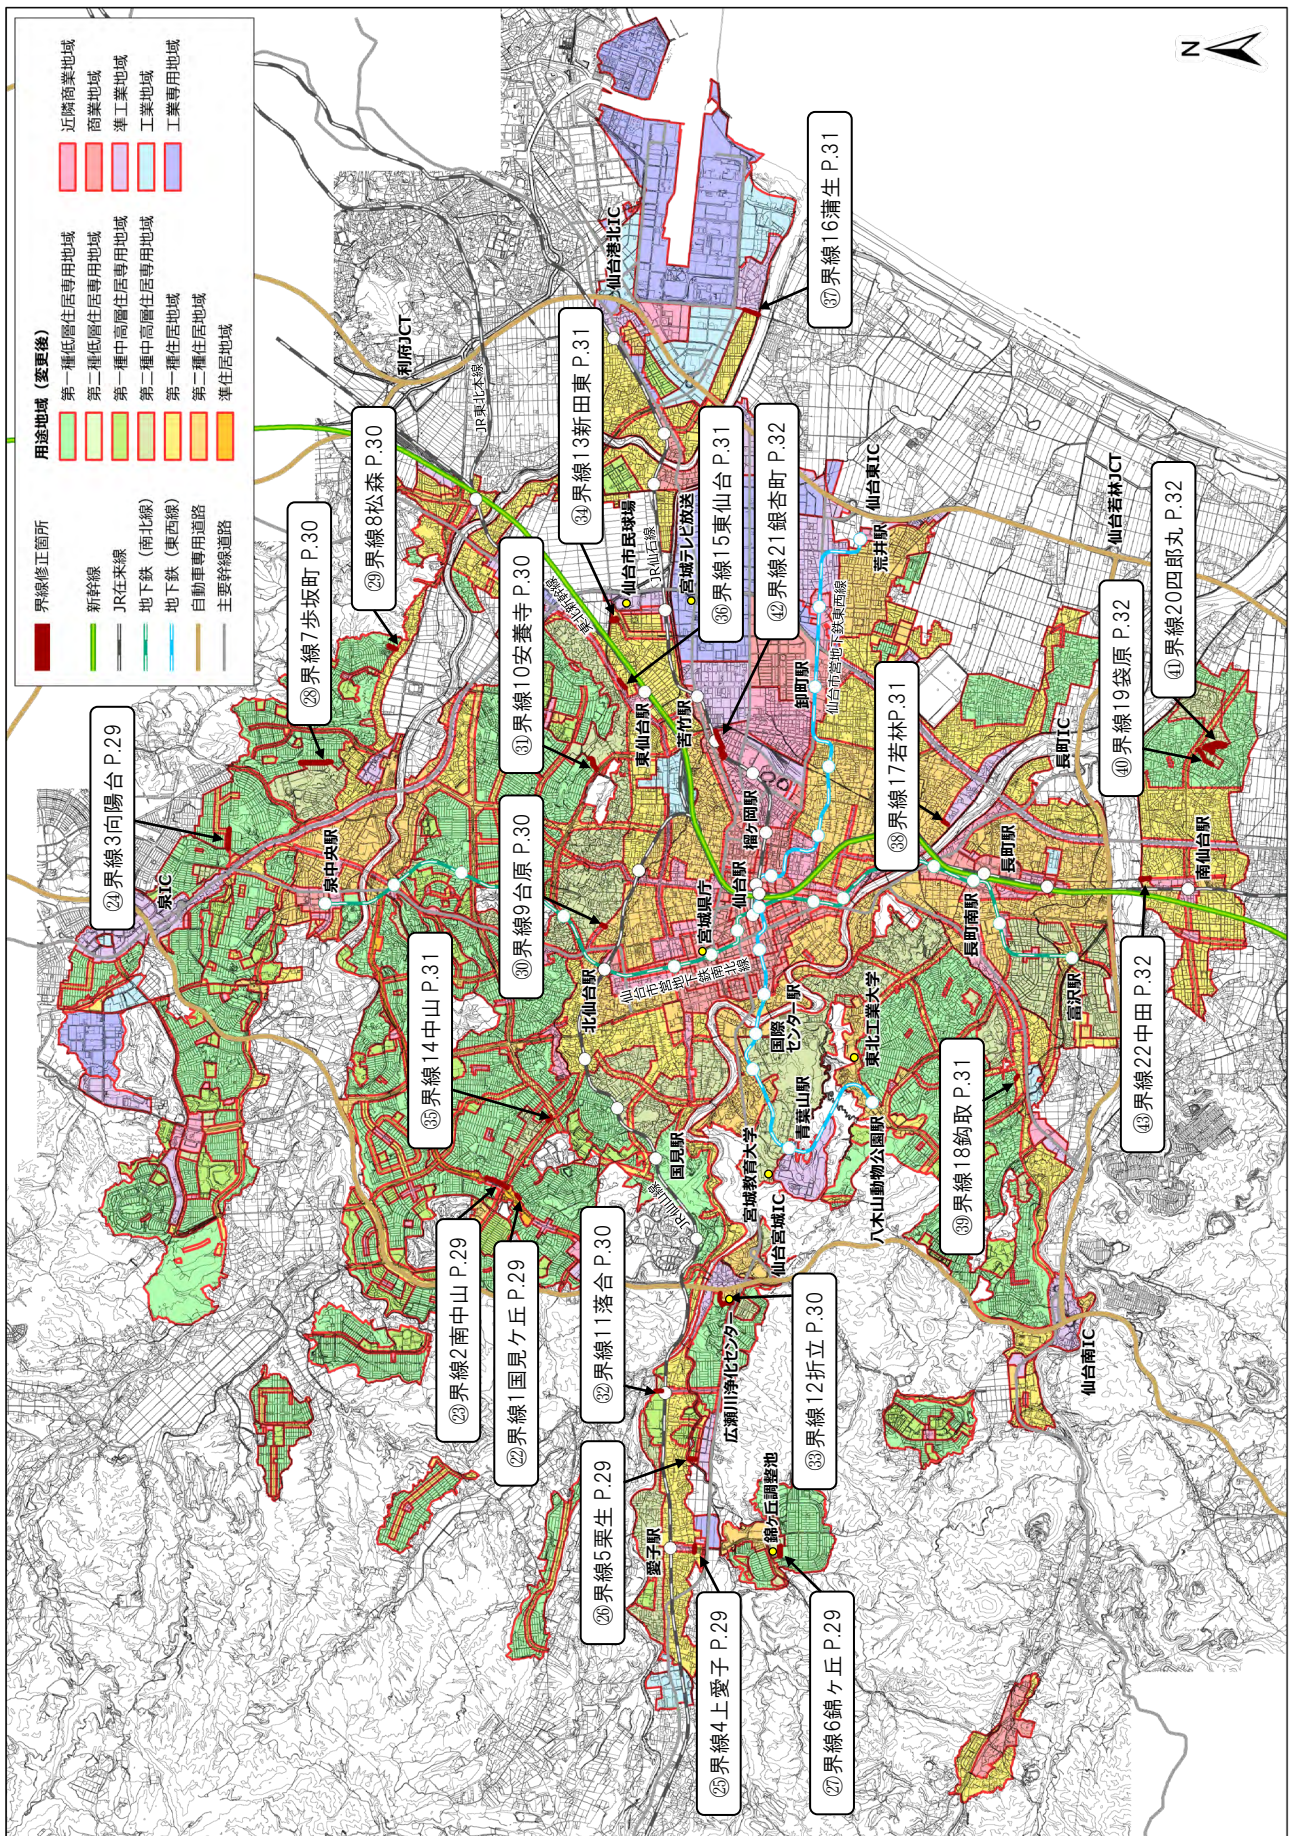 界線修正箇所
新幹線
JR在来線
地下鉄（南北線）
地下鉄（東西線）
自動車専用道路
主要幹線道路
用途地域（変更後）
第一種低層住居専用地域
第二種低層住居専用地域
第一種中高層住居専用地域
第二種中高層住居専用地域
第一種住居地域
第二種住居地域
準住居地域
近隣商業地域
商業地域
準工業地域
工業地域
工業専用地域
N
㉔界線3向陽台 P.29
㉘界線7歩坂町 P.30
㉙界線8松森 P.30
㉛界線10安養寺 P.30
㉚界線9台原 P.30
㉞界線13新田東 P.31
㊱界線15東仙台 P.31
㊲界線16蒲生 P.31
㊷界線21銀杏町 P.32
㉟界線14中山 P.31
㉓界線2南中山 P.29
㉒界線1国見ケ丘 P.29
㉜界線11落合 P.30
㉖界線5栗生 P.29
㉝界線12折立 P.30
㉕界線4上愛子 P.29
㉗界線6錦ケ丘 P.29
㊳界線17若林P.31
㊴界線18鈎取 P.31
㊵界線19袋原 P.32
㊶界線20四郎丸 P.32
㊸界線22中田 P.32
泉IC
泉中央駅
利府JCT
JR東北本線
仙台港北IC
東北新幹線
仙台市民球場
JR仙石線
宮城テレビ放送
東仙台駅
苦竹駅
榴ケ岡駅
仙台駅
宮城県庁
北仙台駅
仙台市営地下鉄南北線
卸町駅
仙台市営地下鉄東西線
荒井駅
仙台東IC
仙台若林JCT
長町IC
長町駅
長町南駅
南仙台駅
富沢駅
国際センター駅
東北工業大学
青葉山駅
八木山動物公園駅
宮城教育大学
仙台宮城IC
国見駅
JR仙山線
広瀬川浄化センター
愛子駅
錦ケ丘調整池
仙台南IC